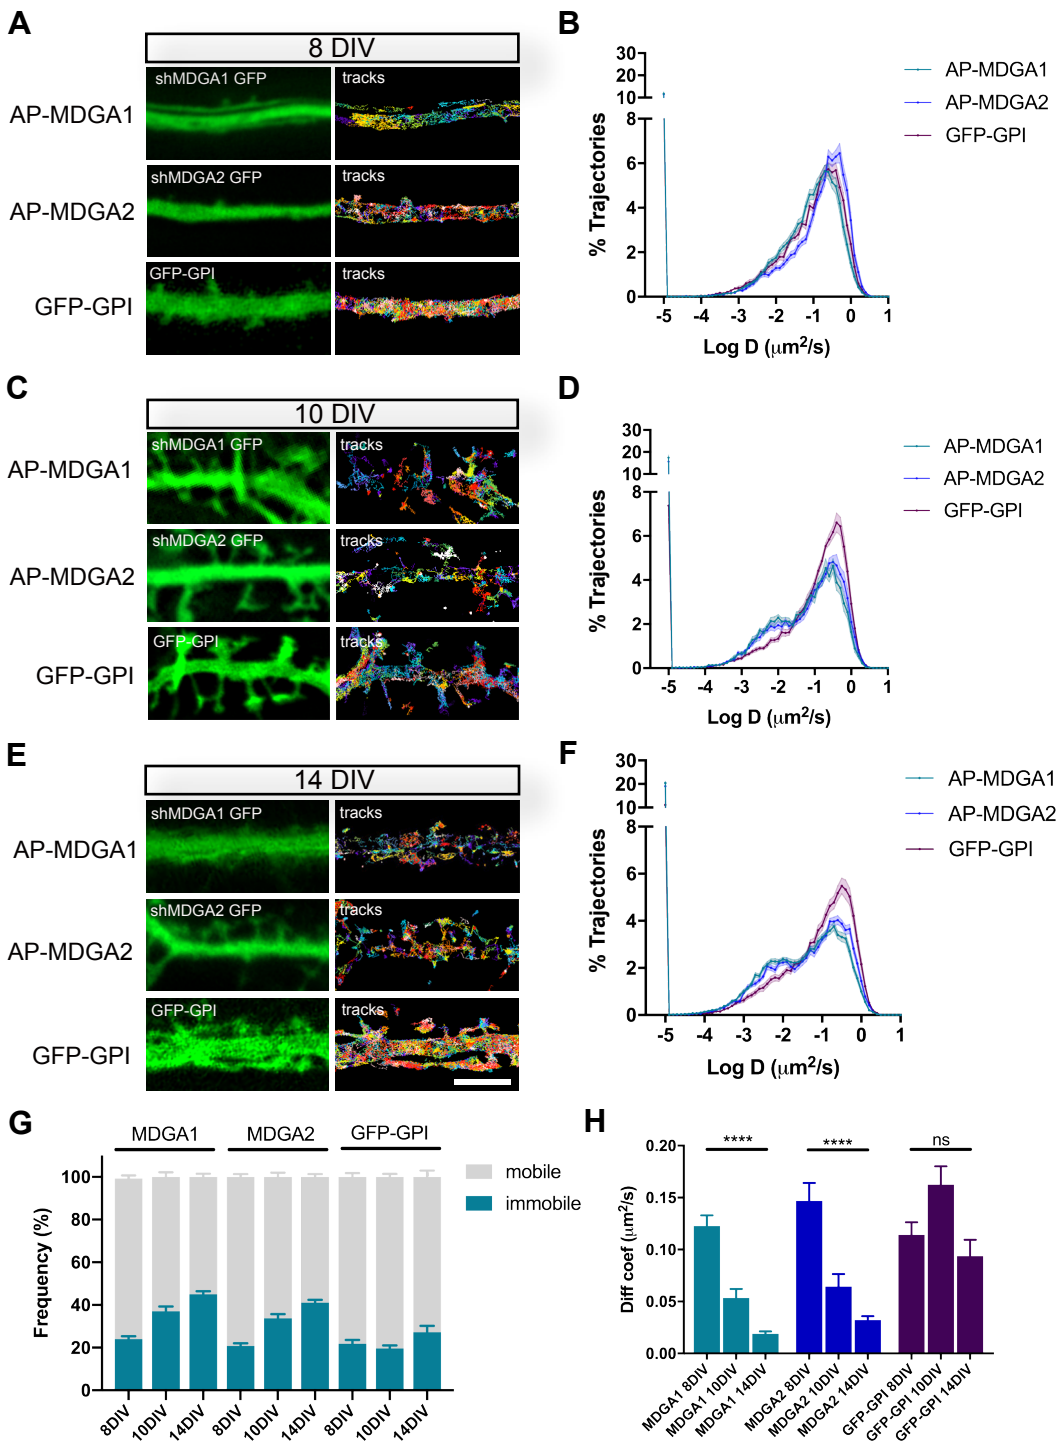 A
8 DIV
AP-MDGA1
shMDGA1 GFP
tracks
AP-MDGA2
shMDGA2 GFP
tracks
GFP-GPI
GFP-GPI
tracks
B
30
20
10
8
6
4
2
0
% Trajectories
-5 -4 -3 -2 -1 0 1
Log D (μm²/s)
AP-MDGA1
AP-MDGA2
GFP-GPI
C
10 DIV
AP-MDGA1
shMDGA1 GFP
tracks
AP-MDGA2
shMDGA2 GFP
tracks
GFP-GPI
GFP-GPI
tracks
D
30
20
10
8
6
4
2
0
% Trajectories
-5 -4 -3 -2 -1 0 1
Log D (μm²/s)
AP-MDGA1
AP-MDGA2
GFP-GPI
E
14 DIV
AP-MDGA1
shMDGA1 GFP
tracks
AP-MDGA2
shMDGA2 GFP
tracks
GFP-GPI
GFP-GPI
tracks
F
30
20
10
8
6
4
2
0
% Trajectories
-5 -4 -3 -2 -1 0 1
Log D (μm²/s)
AP-MDGA1
AP-MDGA2
GFP-GPI
G
MDGA1 MDGA2 GFP-GPI
100
80
60
40
20
0
Frequency (%)
8DIV 10DIV 14DIV 8DIV 10DIV 14DIV 8DIV 10DIV 14DIV
mobile
immobile
H
**** **** ns
0.20
0.15
0.10
0.05
0.00
Diff coef (μm²/s)
MDGA1 8DIV
MDGA1 10DIV
MDGA1 14DIV
MDGA2 8DIV
MDGA2 10DIV
MDGA2 14DIV
GFP-GPI 8DIV
GFP-GPI 10DIV
GFP-GPI 14DIV